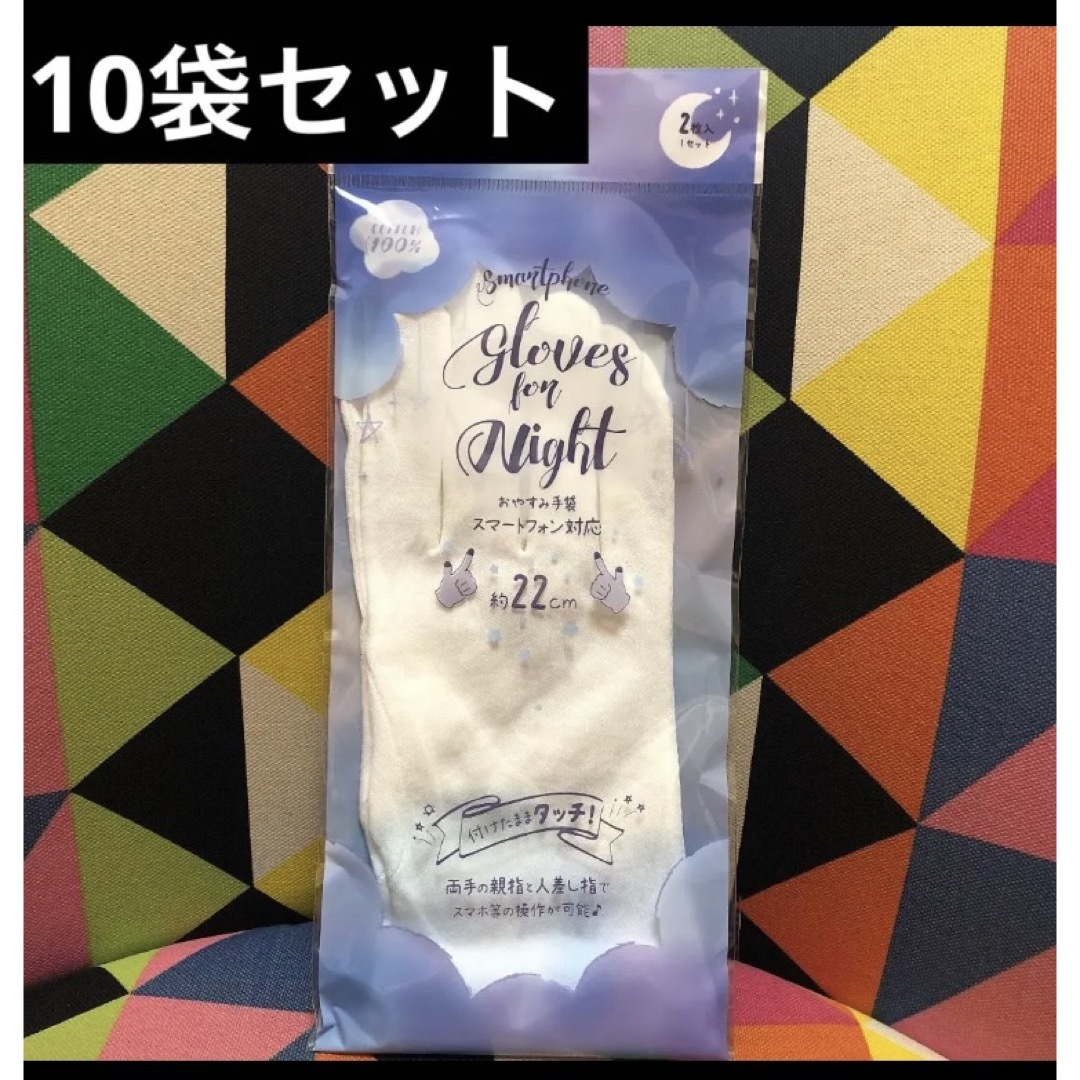 10袋セット
2枚入
1セット
COTTON
100%
Smartphone
Gloves
for
Night
おやすみ手袋
スマートフォン対応
約22cm
付けたままタッチ!
両手の親指と人差し指で
スマホ等の操作が可能♪